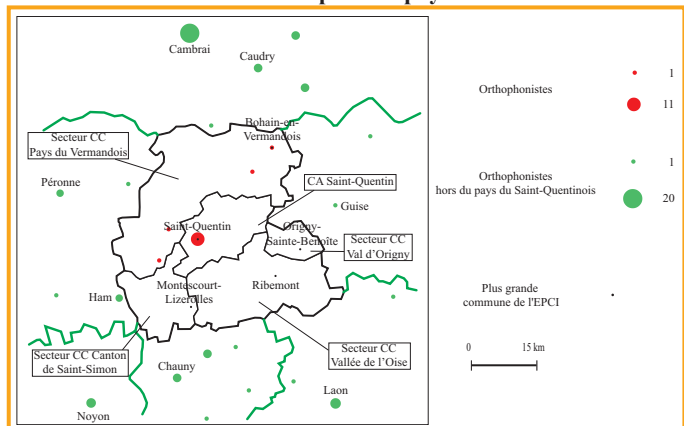 Cambrai
Caudry
Bohain-en-
Vermandois
Secteur CC
Pays du Vermandois
Péronne
CA Saint-Quentin
Guise
Saint-Quentin
Origny-
Sainte-Benoîte
Secteur CC
Val d’Origny
Ham
Montescourt-
Lizerolles
Ribemont
Secteur CC Canton
de Saint-Simon
Secteur CC
Vallée de l’Oise
Chauny
Laon
Noyon
Orthophonistes
1
11
Orthophonistes
hors du pays du Saint-Quentinois
1
20
Plus grande
commune de l'EPCI
0 15 km